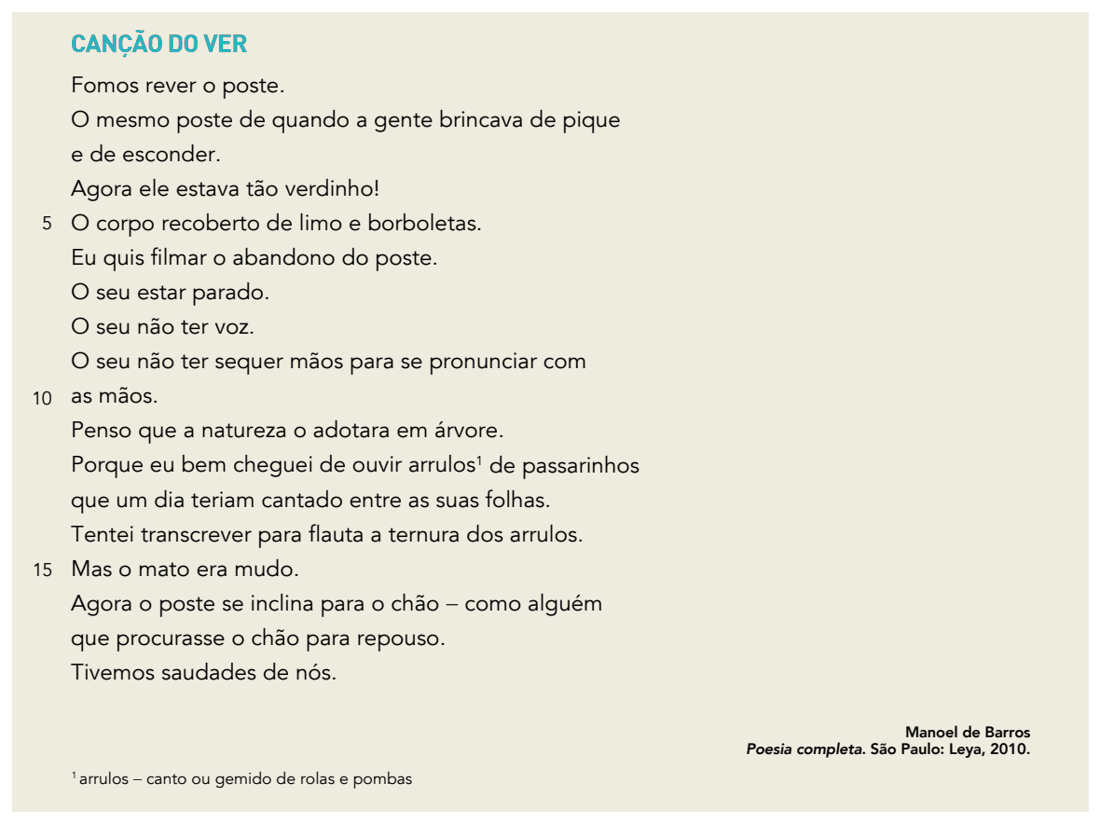 CANÇÃO DO VER
Fomos rever o poste.
O mesmo poste de quando a gente brincava de pique
e de esconder.
Agora ele estava tão verdinho!
5 O corpo recoberto de limo e borboletas.
Eu quis filmar o abandono do poste.
O seu estar parado.
O seu não ter voz.
O seu não ter sequer mãos para se pronunciar com
10 as mãos.
Penso que a natureza o adotara em árvore.
Porque eu bem cheguei de ouvir arrulos¹ de passarinhos
que um dia teriam cantado entre as suas folhas.
Tentei transcrever para flauta a ternura dos arrulos.
15 Mas o mato era mudo.
Agora o poste se inclina para o chão – como alguém
que procurasse o chão para repouso.
Tivemos saudades de nós.
Manoel de Barros
Poesia completa. São Paulo: Leya, 2010.
¹ arrulos – canto ou gemido de rolas e pombas